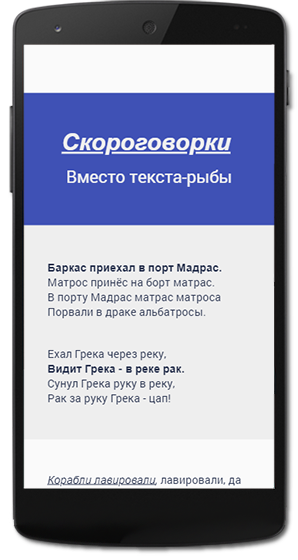 Скороговорки
Вместо текста-рыбы
Баркас приехал в порт Мадрас.
Матрос принёс на борт матрас.
В порту Мадрас матрас матроса
Порвали в драке альбатросы.
Ехал Грека через реку,
Видит Грека - в реке рак.
Сунул Грека руку в реку,
Рак за руку Грека - цап!
Корабли лавировали, лавировали, да